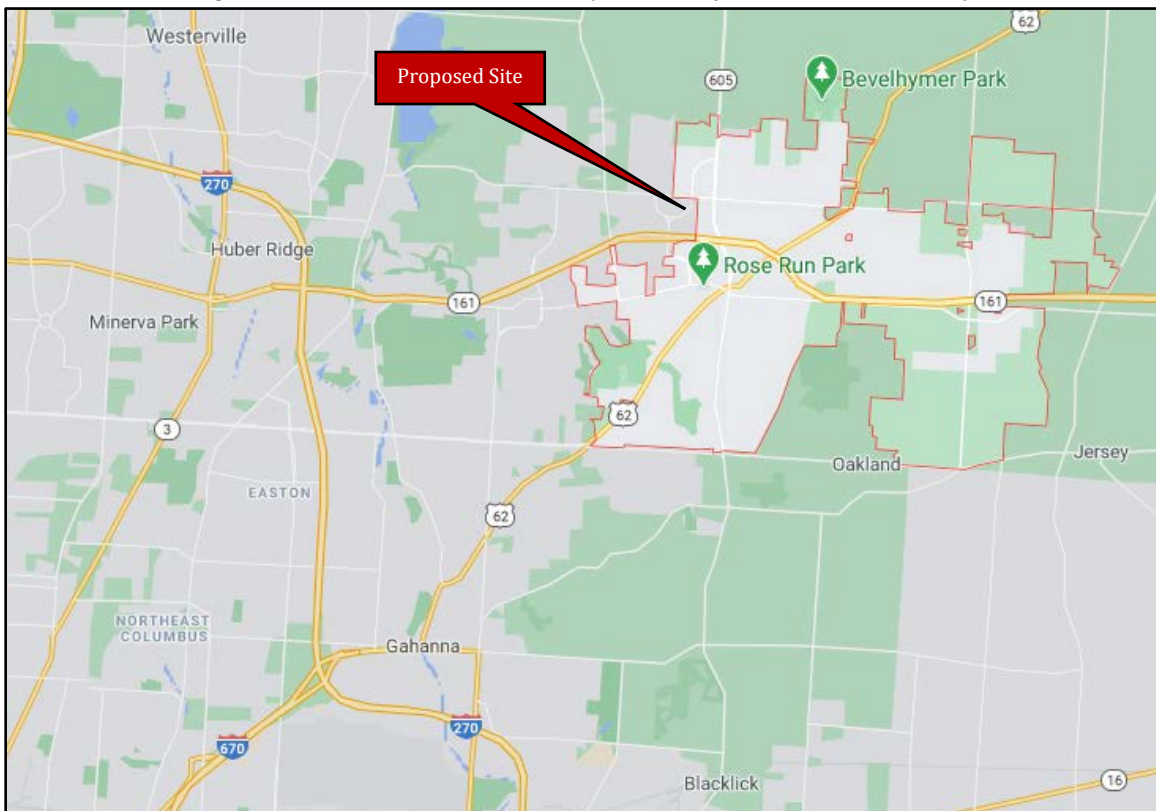 Westerville
Proposed Site
62
605
Bevelhymer Park
270
Huber Ridge
Rose Run Park
161
161
Minerva Park
62
3
Oakland
Jersey
EASTON
62
NORTHEAST
COLUMBUS
Gahanna
270
670
Blacklick
16